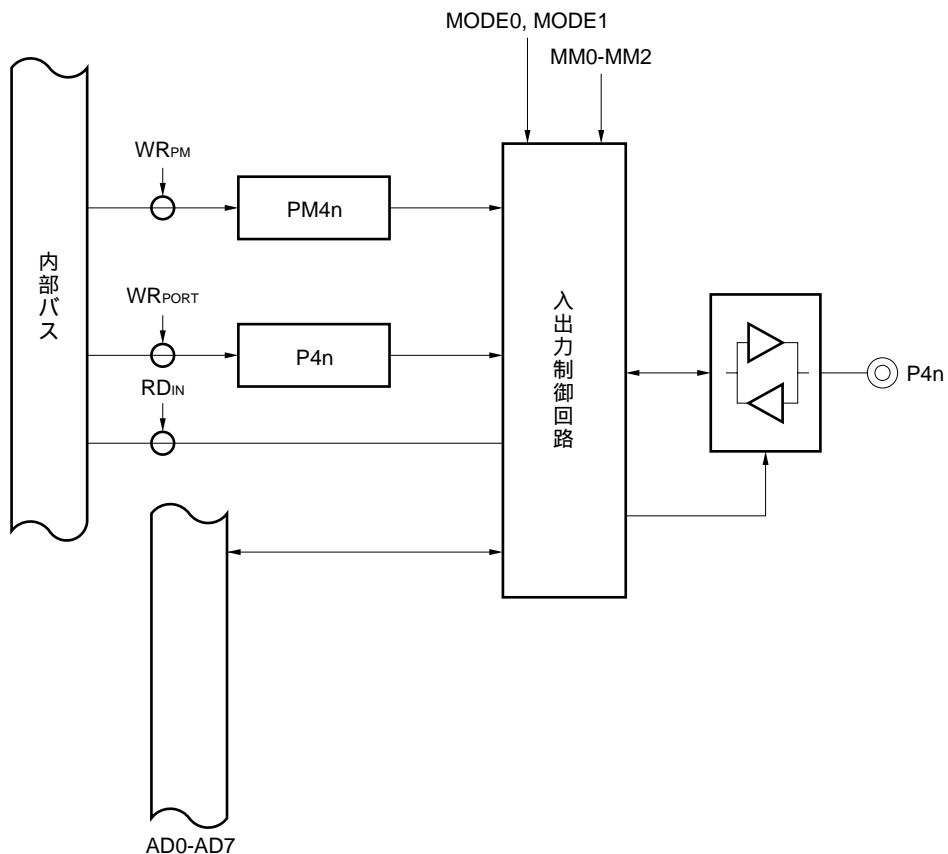 MODE0, MODE1
MM0-MM2
WRPM
PM4n
内部バス
WRPORT
P4n
RDIN
入出力制御回路
P4n
AD0-AD7